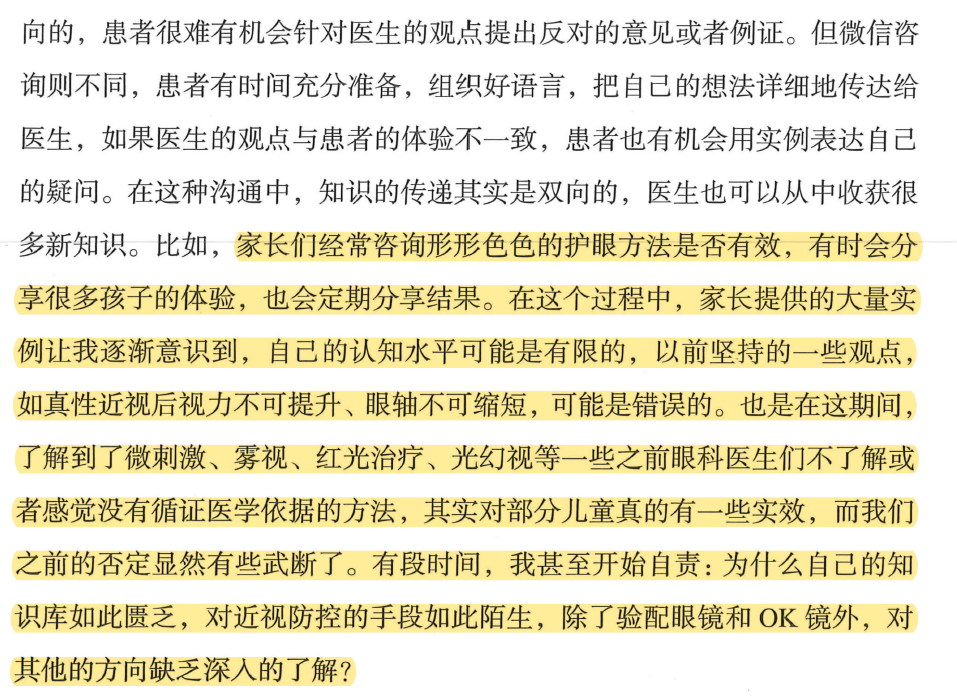 向的，患者很难有机会针对医生的观点提出反对的意见或者例证。但微信咨
询则不同，患者有时间充分准备，组织好语言，把自己的想法详细地传达给
医生，如果医生的观点与患者的体验不一致，患者也有机会用实例表达自己
的疑问。在这种沟通中，知识的传递其实是双向的，医生也可以从中收获很
多新知识。比如，家长们经常咨询形形色色的护眼方法是否有效，有时会分
享很多孩子的体验，也会定期分享结果。在这个过程中，家长提供的大量实
例让我逐渐意识到，自己的认知水平可能是有限的，以前坚持的一些观点，
如真性近视后视力不可提升、眼轴不可缩短，可能是错误的。也是在这期间，
了解到了微刺激、雾视、红光治疗、光幻视等一些之前眼科医生们不了解或
者感觉没有循证医学依据的方法，其实对部分儿童真的有一些实效，而我们
之前的否定显然有些武断了。有段时间，我甚至开始自责：为什么自己的知
识库如此匮乏，对近视防控的手段如此陌生，除了验配眼镜和 OK 镜外，对
其他的方向缺乏深入的了解？